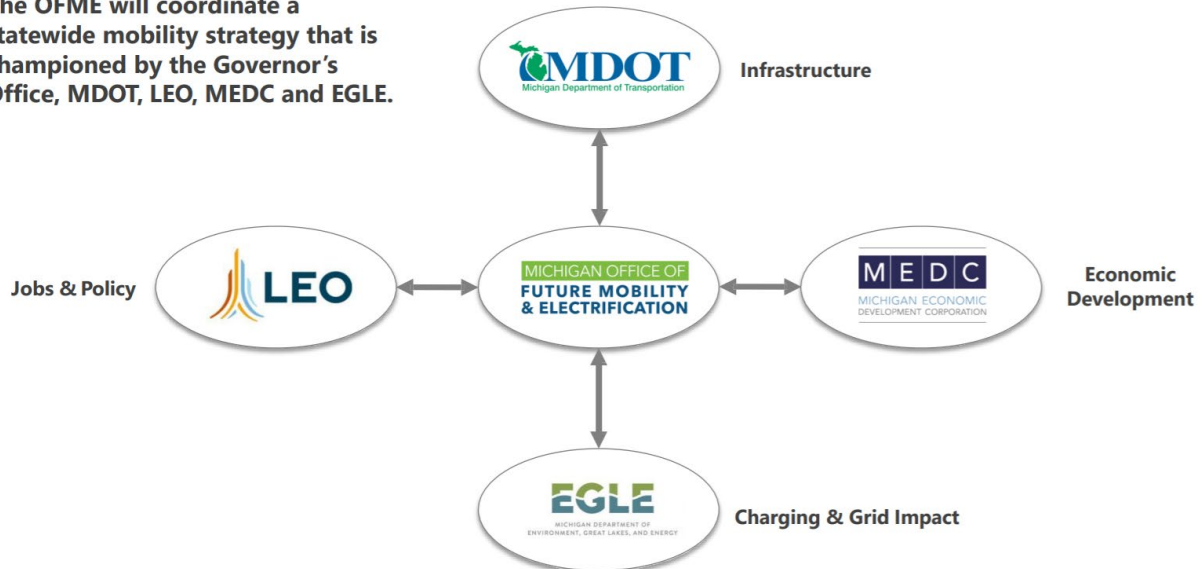 he OFME will coordinate a
tatewide mobility strategy that is
hampioned by the Governor's
Office, MDOT, LEO, MEDC and EGLE.
MDOT
Michigan Department of Transportation
Infrastructure
Jobs & Policy
LEO
MICHIGAN OFFICE OF
FUTURE MOBILITY
& ELECTRIFICATION
MEDC
MICHIGAN ECONOMIC
DEVELOPMENT CORPORATION
Economic
Development
EGLE
MICHIGAN DEPARTMENT OF
ENVIRONMENT, GREAT LAKES, AND ENERGY
Charging & Grid Impact